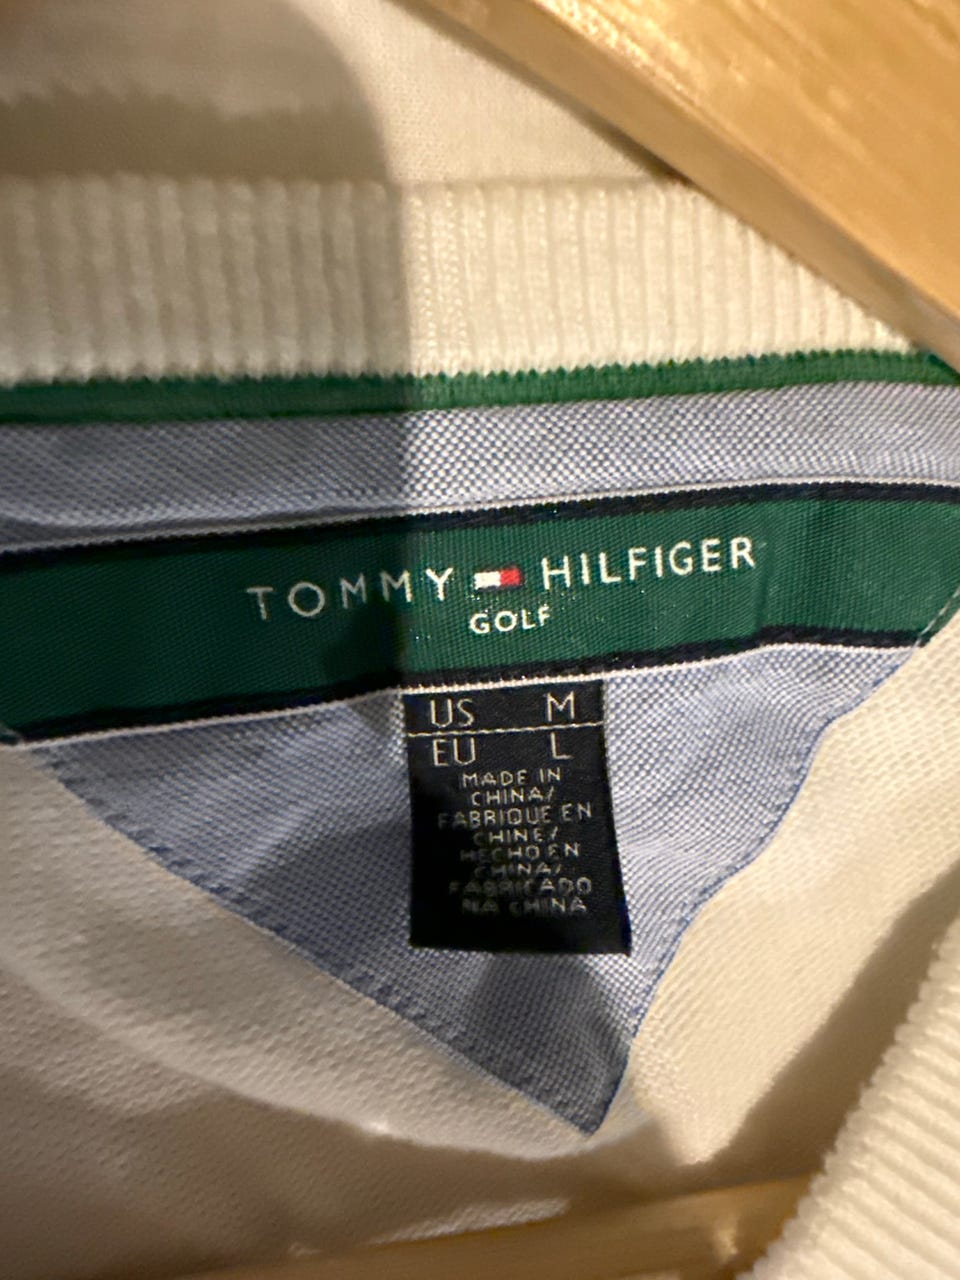 TOMMY HILFIGER
GOLF
US M
EU L
MADE IN
CHINA/
FABRIQUE EN
CHINE/
HECHO EN
CHINA/
FABRICADO
NA CHINA